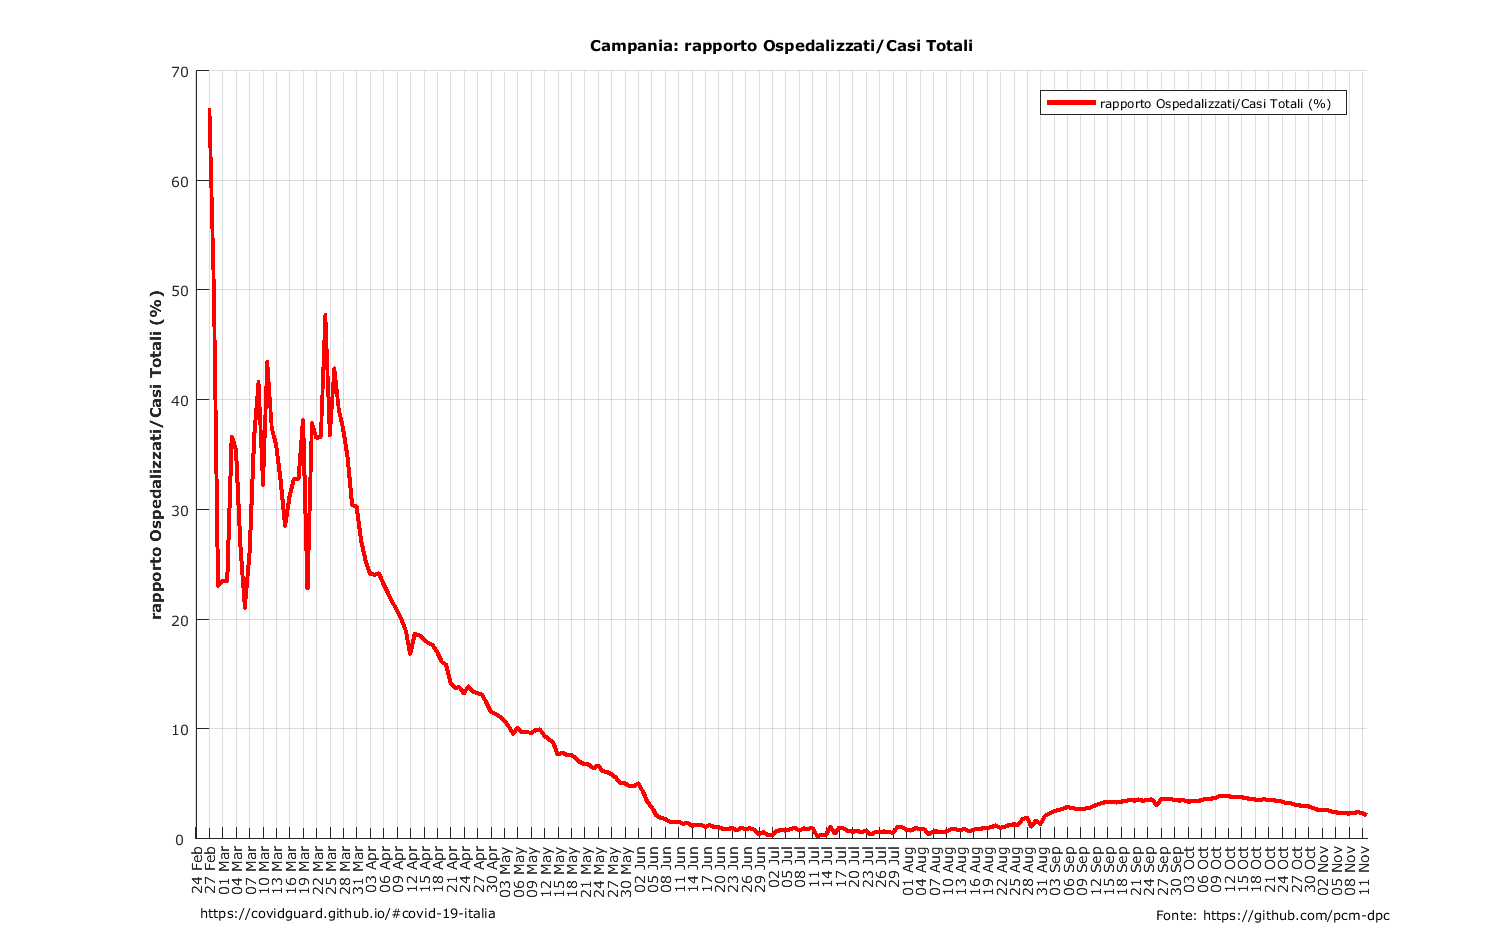 Campania: rapporto Ospedalizzati/Casi Totali
rapporto Ospedalizzati/Casi Totali (%)
rapporto Ospedalizzati/Casi Totali (%)
70
60
50
40
30
20
10
0
24 Feb
27 Feb
01 Mar
04 Mar
07 Mar
10 Mar
13 Mar
16 Mar
19 Mar
22 Mar
25 Mar
28 Mar
31 Mar
03 Apr
06 Apr
09 Apr
12 Apr
15 Apr
18 Apr
21 Apr
24 Apr
27 Apr
30 Apr
03 May
06 May
09 May
12 May
15 May
18 May
21 May
24 May
27 May
30 May
02 Jun
05 Jun
08 Jun
11 Jun
14 Jun
17 Jun
20 Jun
23 Jun
26 Jun
29 Jun
02 Jul
05 Jul
08 Jul
11 Jul
14 Jul
17 Jul
20 Jul
23 Jul
26 Jul
29 Jul
01 Aug
04 Aug
07 Aug
10 Aug
13 Aug
16 Aug
19 Aug
22 Aug
25 Aug
28 Aug
31 Aug
03 Sep
06 Sep
09 Sep
12 Sep
15 Sep
18 Sep
21 Sep
24 Sep
27 Sep
30 Sep
03 Oct
06 Oct
09 Oct
12 Oct
15 Oct
18 Oct
21 Oct
24 Oct
27 Oct
30 Oct
02 Nov
05 Nov
08 Nov
11 Nov
https://covidguard.github.io/#covid-19-italia
Fonte: https://github.com/pcm-dpc